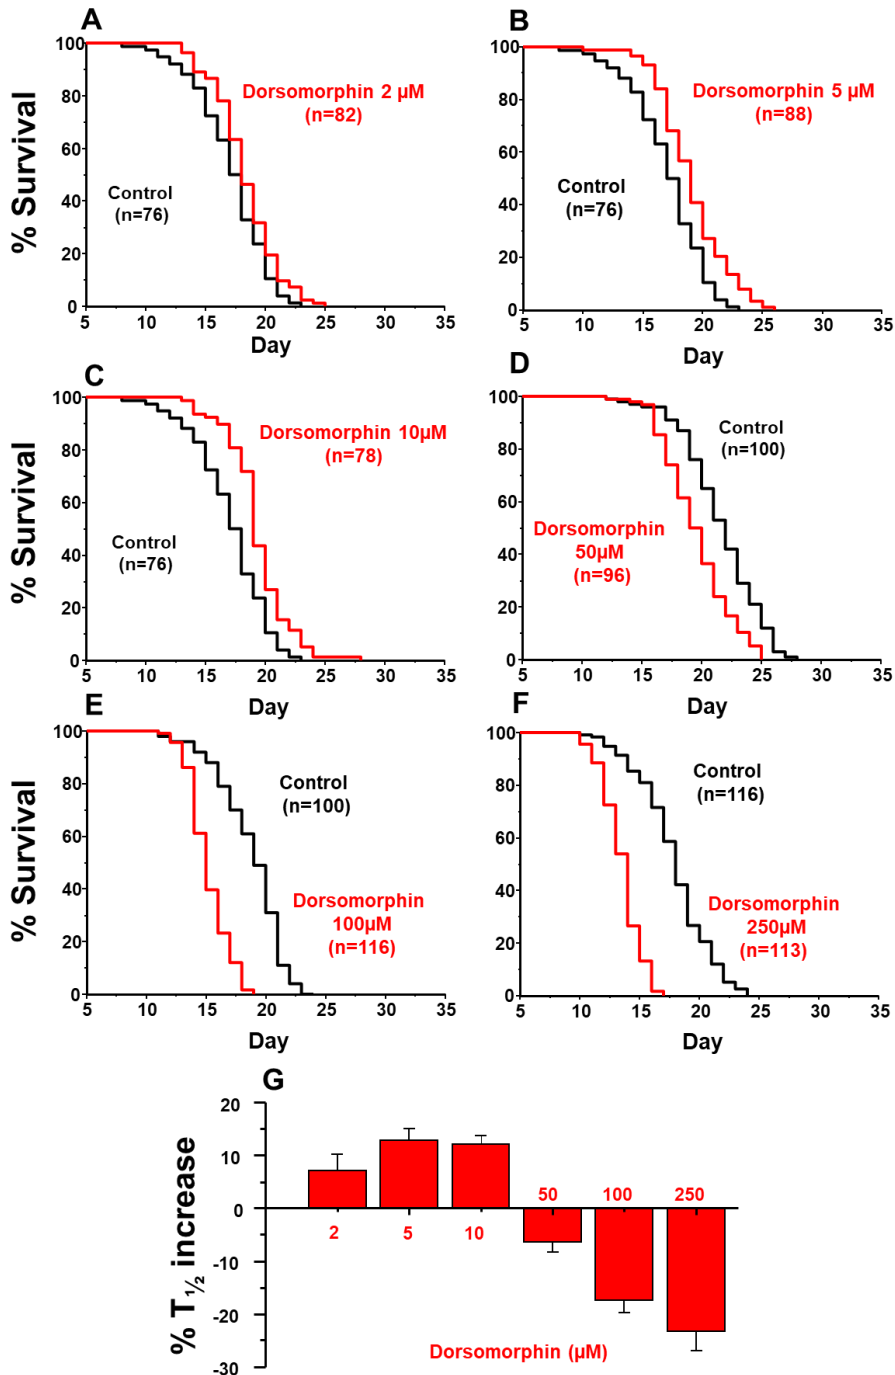 A
100
80
60
40
20
0
% Survival
Dorsomorphin 2 µM
(n=82)
Control
(n=76)
5 10 15 20 25 30 35
Day
B
100
80
60
40
20
0
Dorsomorphin 5 µM
(n=88)
Control
(n=76)
5 10 15 20 25 30 35
Day
C
100
80
60
40
20
0
% Survival
Dorsomorphin 10µM
(n=78)
Control
(n=76)
5 10 15 20 25 30 35
Day
D
100
80
60
40
20
0
Control
(n=100)
Dorsomorphin
50µM
(n=96)
5 10 15 20 25 30 35
Day
E
100
80
60
40
20
0
% Survival
Control
(n=100)
Dorsomorphin
100µM
(n=116)
5 10 15 20 25 30 35
Day
F
100
80
60
40
20
0
Control
(n=116)
Dorsomorphin
250µM
(n=113)
5 10 15 20 25 30 35
Day
G
20
10
0
-10
-20
-30
% T½ increase
50 100 250
2 5 10
Dorsomorphin (µM)